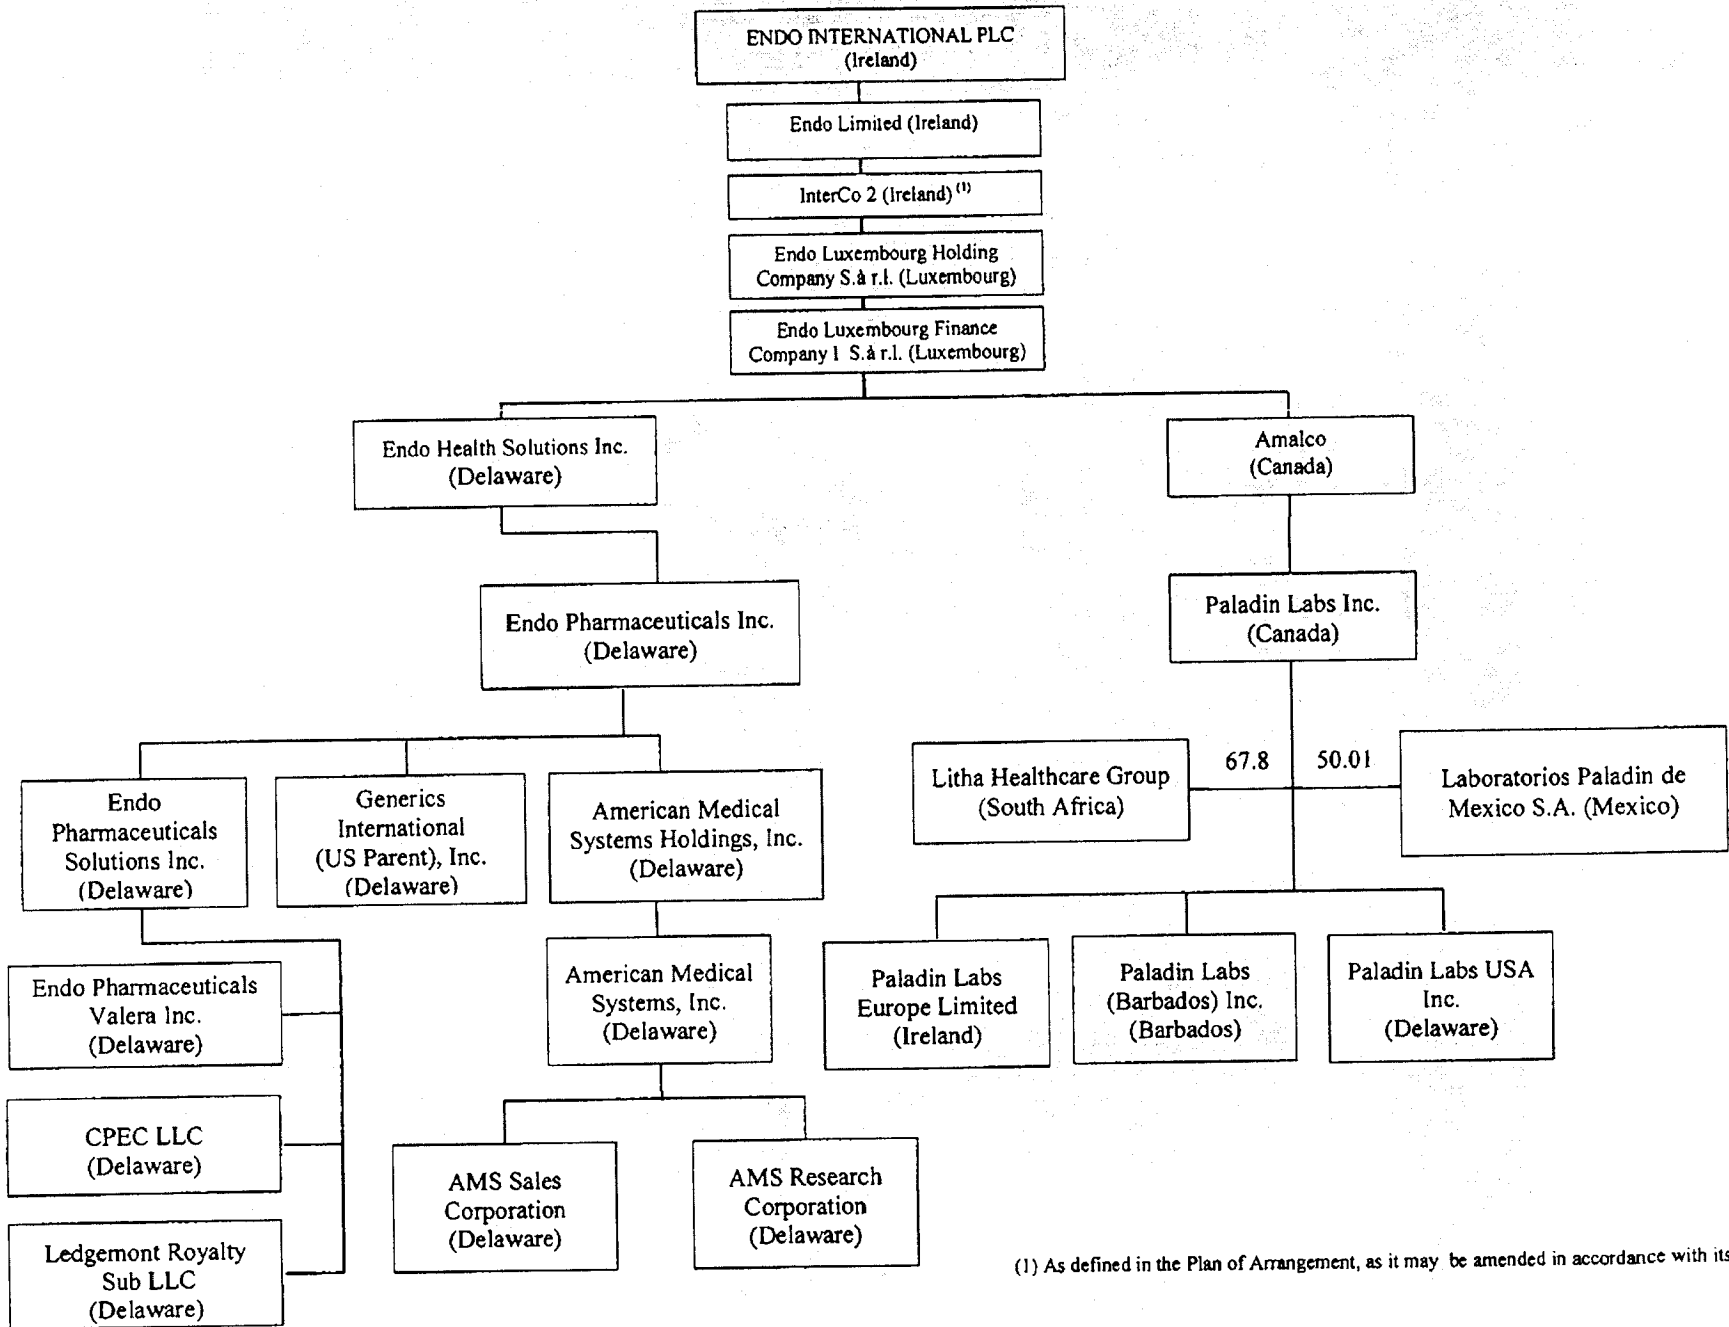 ENDO INTERNATIONAL PLC
(Ireland)
Endo Limited (Ireland)
InterCo 2 (Ireland) (1)
Endo Luxembourg Holding
Company S.à r.l. (Luxembourg)
Endo Luxembourg Finance
Company I S.à r.l. (Luxembourg)
Endo Health Solutions Inc.
(Delaware)
Amalco
(Canada)
Endo Pharmaceuticals Inc.
(Delaware)
Paladin Labs Inc.
(Canada)
Endo
Pharmaceuticals
Solutions Inc.
(Delaware)
Generics
International
(US Parent), Inc.
(Delaware)
American Medical
Systems Holdings, Inc.
(Delaware)
Litha Healthcare Group
(South Africa)
67.8
50.01
Laboratorios Paladin de
Mexico S.A. (Mexico)
Endo Pharmaceuticals
Valera Inc.
(Delaware)
American Medical
Systems, Inc.
(Delaware)
Paladin Labs
Europe Limited
(Ireland)
Paladin Labs
(Barbados) Inc.
(Barbados)
Paladin Labs USA
Inc.
(Delaware)
CPEC LLC
(Delaware)
AMS Sales
Corporation
(Delaware)
AMS Research
Corporation
(Delaware)
Ledgemont Royalty
Sub LLC
(Delaware)
(1) As defined in the Plan of Arrangement, as it may be amended in accordance with its